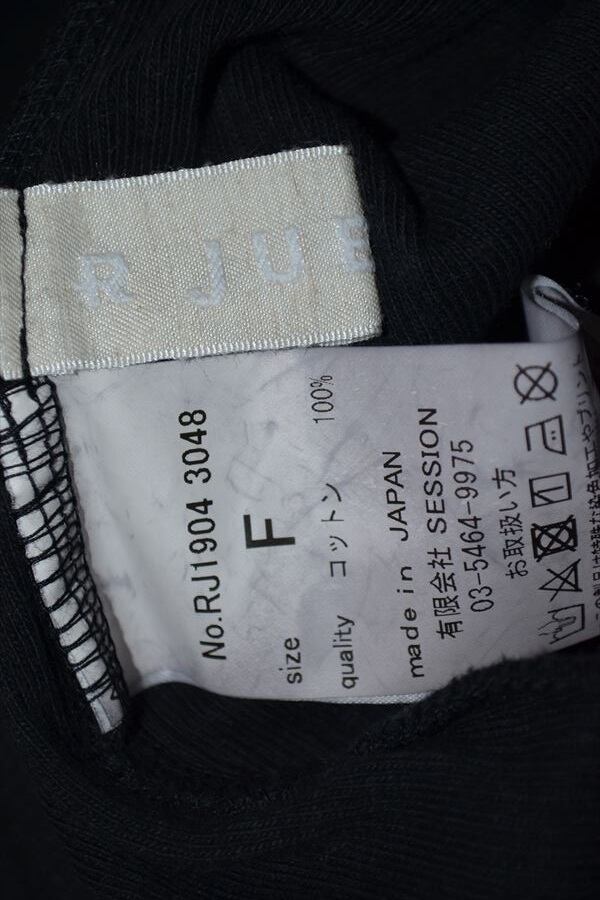 R JUE
No.RJ1904 3048
size F
quality コットン 100%
made in JAPAN
有限会社 SESSION
03-5464-9975
お取扱い方